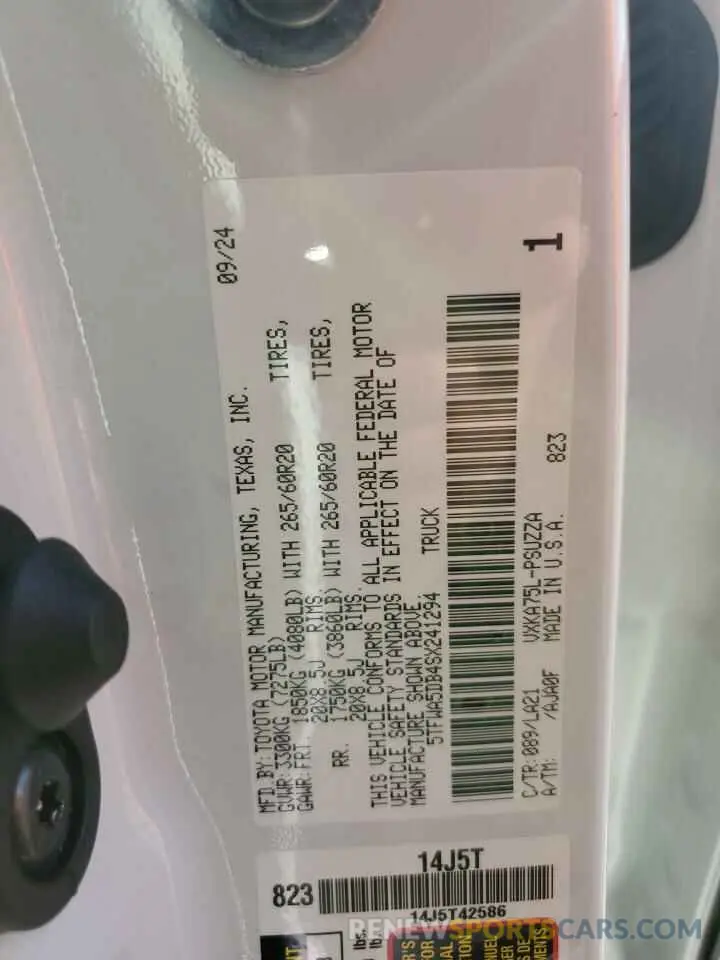 MFD.BY:TOYOTA MOTOR MANUFACTURING, TEXAS, INC. 09/24
GVWR:3300KG (7275LB)
GAWR:FRT. 1850KG (4080LB) WITH 265/60R20 TIRES,
20X8.5J RIMS.
RR. 1750KG (3860LB) WITH 265/60R20 TIRES,
20X8.5J RIMS.
THIS VEHICLE CONFORMS TO ALL APPLICABLE FEDERAL MOTOR
VEHICLE SAFETY STANDARDS IN EFFECT ON THE DATE OF
MANUFACTURE SHOWN ABOVE.
5TFWA5DB4SX241294 TRUCK
C/TR:089/LA21 VXKA75L-PSUZZA 1
A/TM: /AJA0F MADE IN U.S.A. 823
14J5T
823
14J5T42586
lbs.
RENEWSPORTSCARS.COM